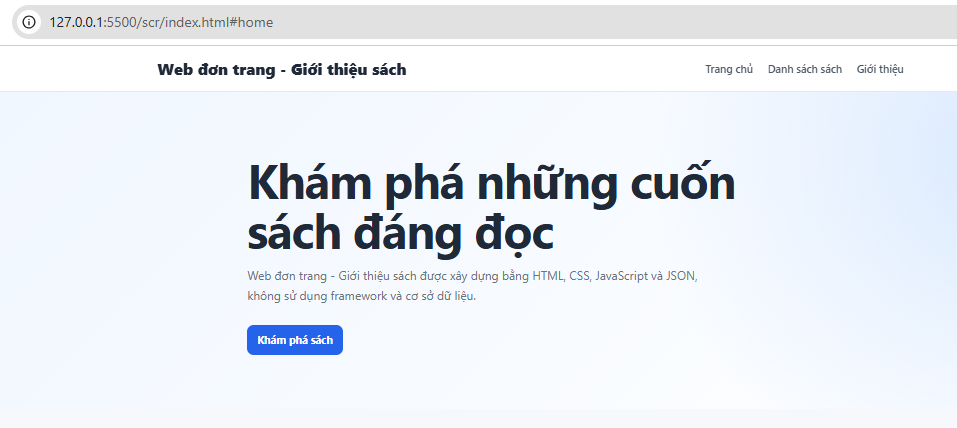 127.0.0.1:5500/scr/index.html#home
Web đơn trang - Giới thiệu sách
Trang chủ
Danh sách sách
Giới thiệu
Khám phá những cuốn
sách đáng đọc
Web đơn trang - Giới thiệu sách được xây dựng bằng HTML, CSS, JavaScript và JSON,
không sử dụng framework và cơ sở dữ liệu.
Khám phá sách